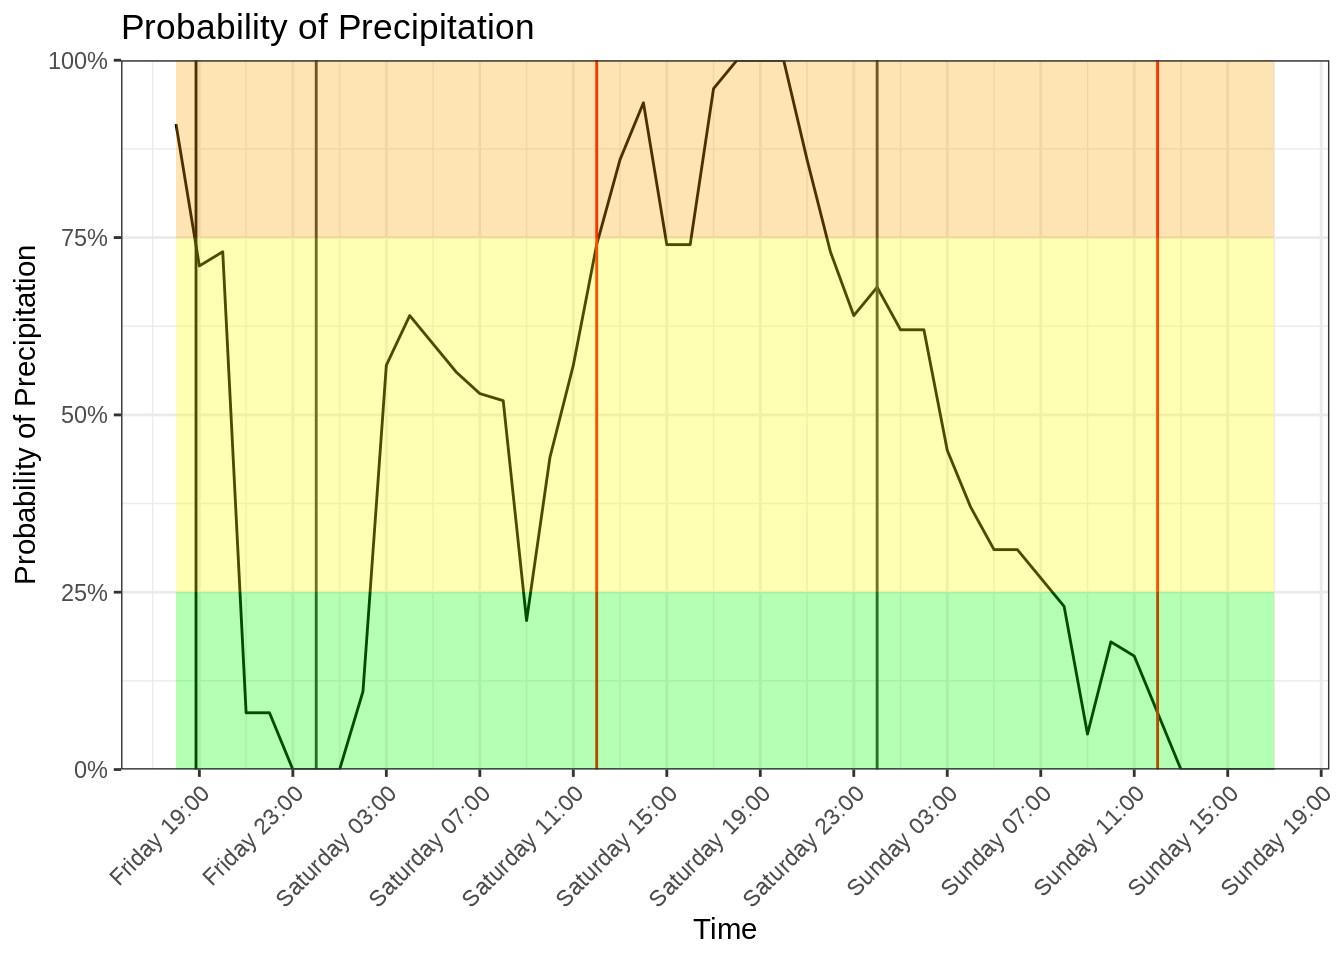 Probability of Precipitation
Probability of Precipitation
100%
75%
50%
25%
0%
Friday 19:00
Friday 23:00
Saturday 03:00
Saturday 07:00
Saturday 11:00
Saturday 15:00
Saturday 19:00
Saturday 23:00
Sunday 03:00
Sunday 07:00
Sunday 11:00
Sunday 15:00
Sunday 19:00
Time